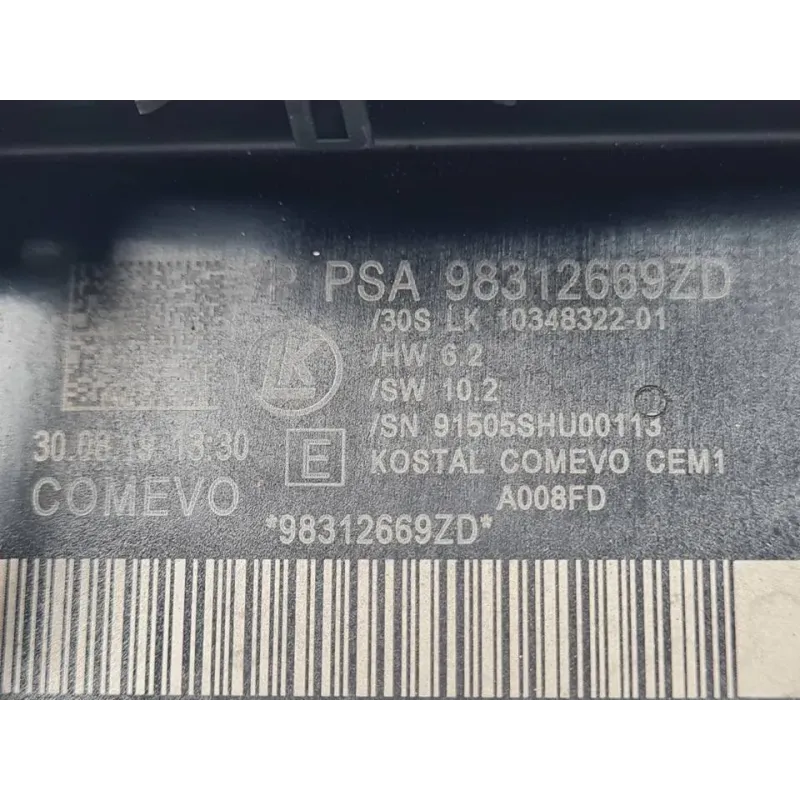 P PSA 98312669ZD
/30S LK 10348322-01
LK
/HW 6.2
/SW 10.2
/SN 91505SHU00113
30.08.19 13:30
E
KOSTAL COMEVO CEM1
COMEVO
A008FD
*98312669ZD*